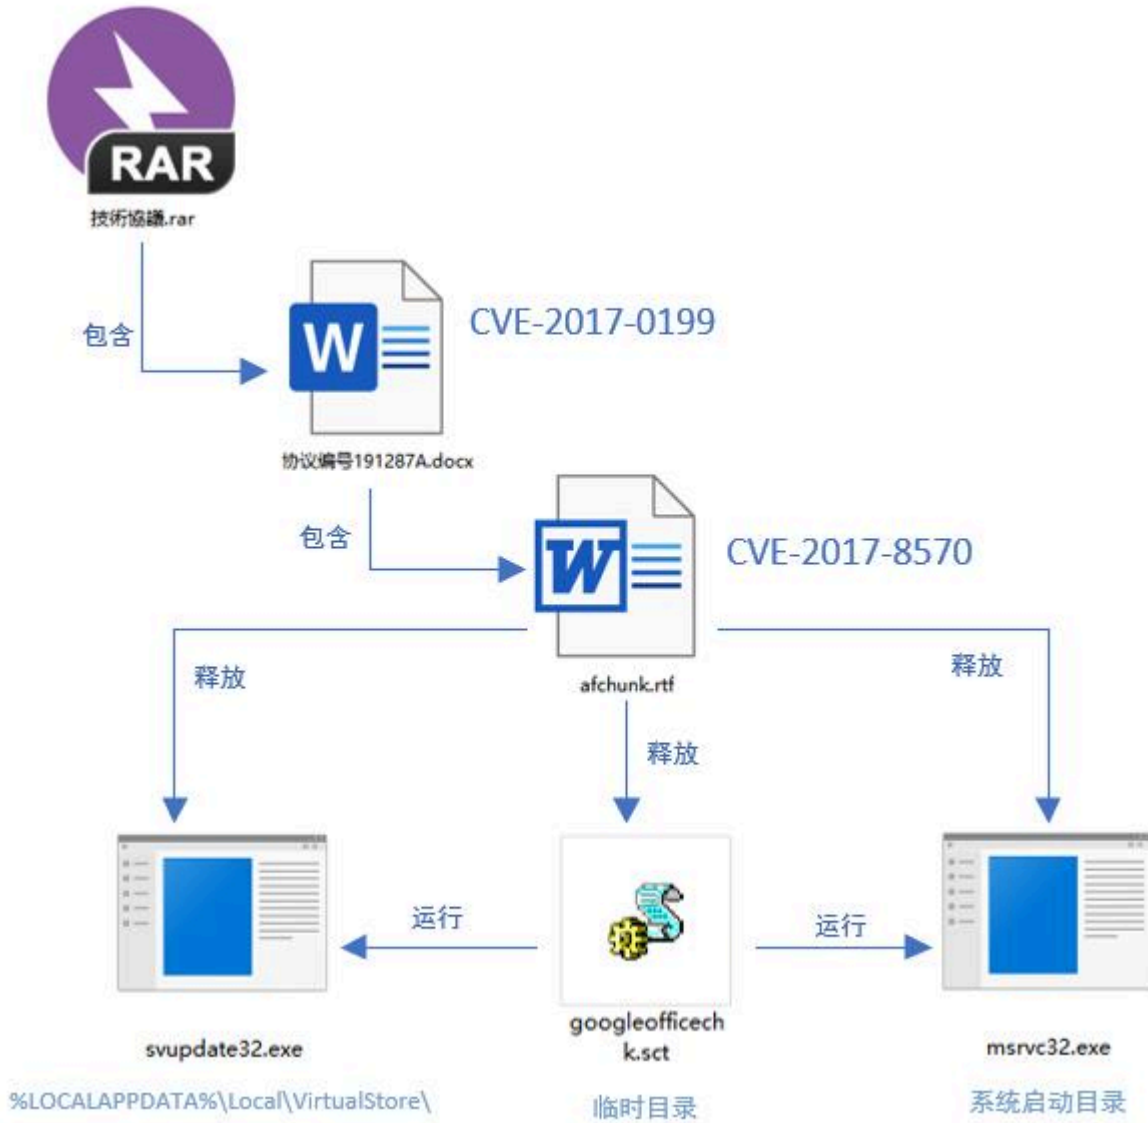 RAR
技術協議.rar
包含
W
CVE-2017-0199
协议编号191287A.docx
包含
W
CVE-2017-8570
afchunk.rtf
释放
释放
释放
运行
运行
svupdate32.exe
googleofficech
k.sct
msrvc32.exe
%LOCALAPPDATA%\Local\VirtualStore\
临时目录
系统启动目录